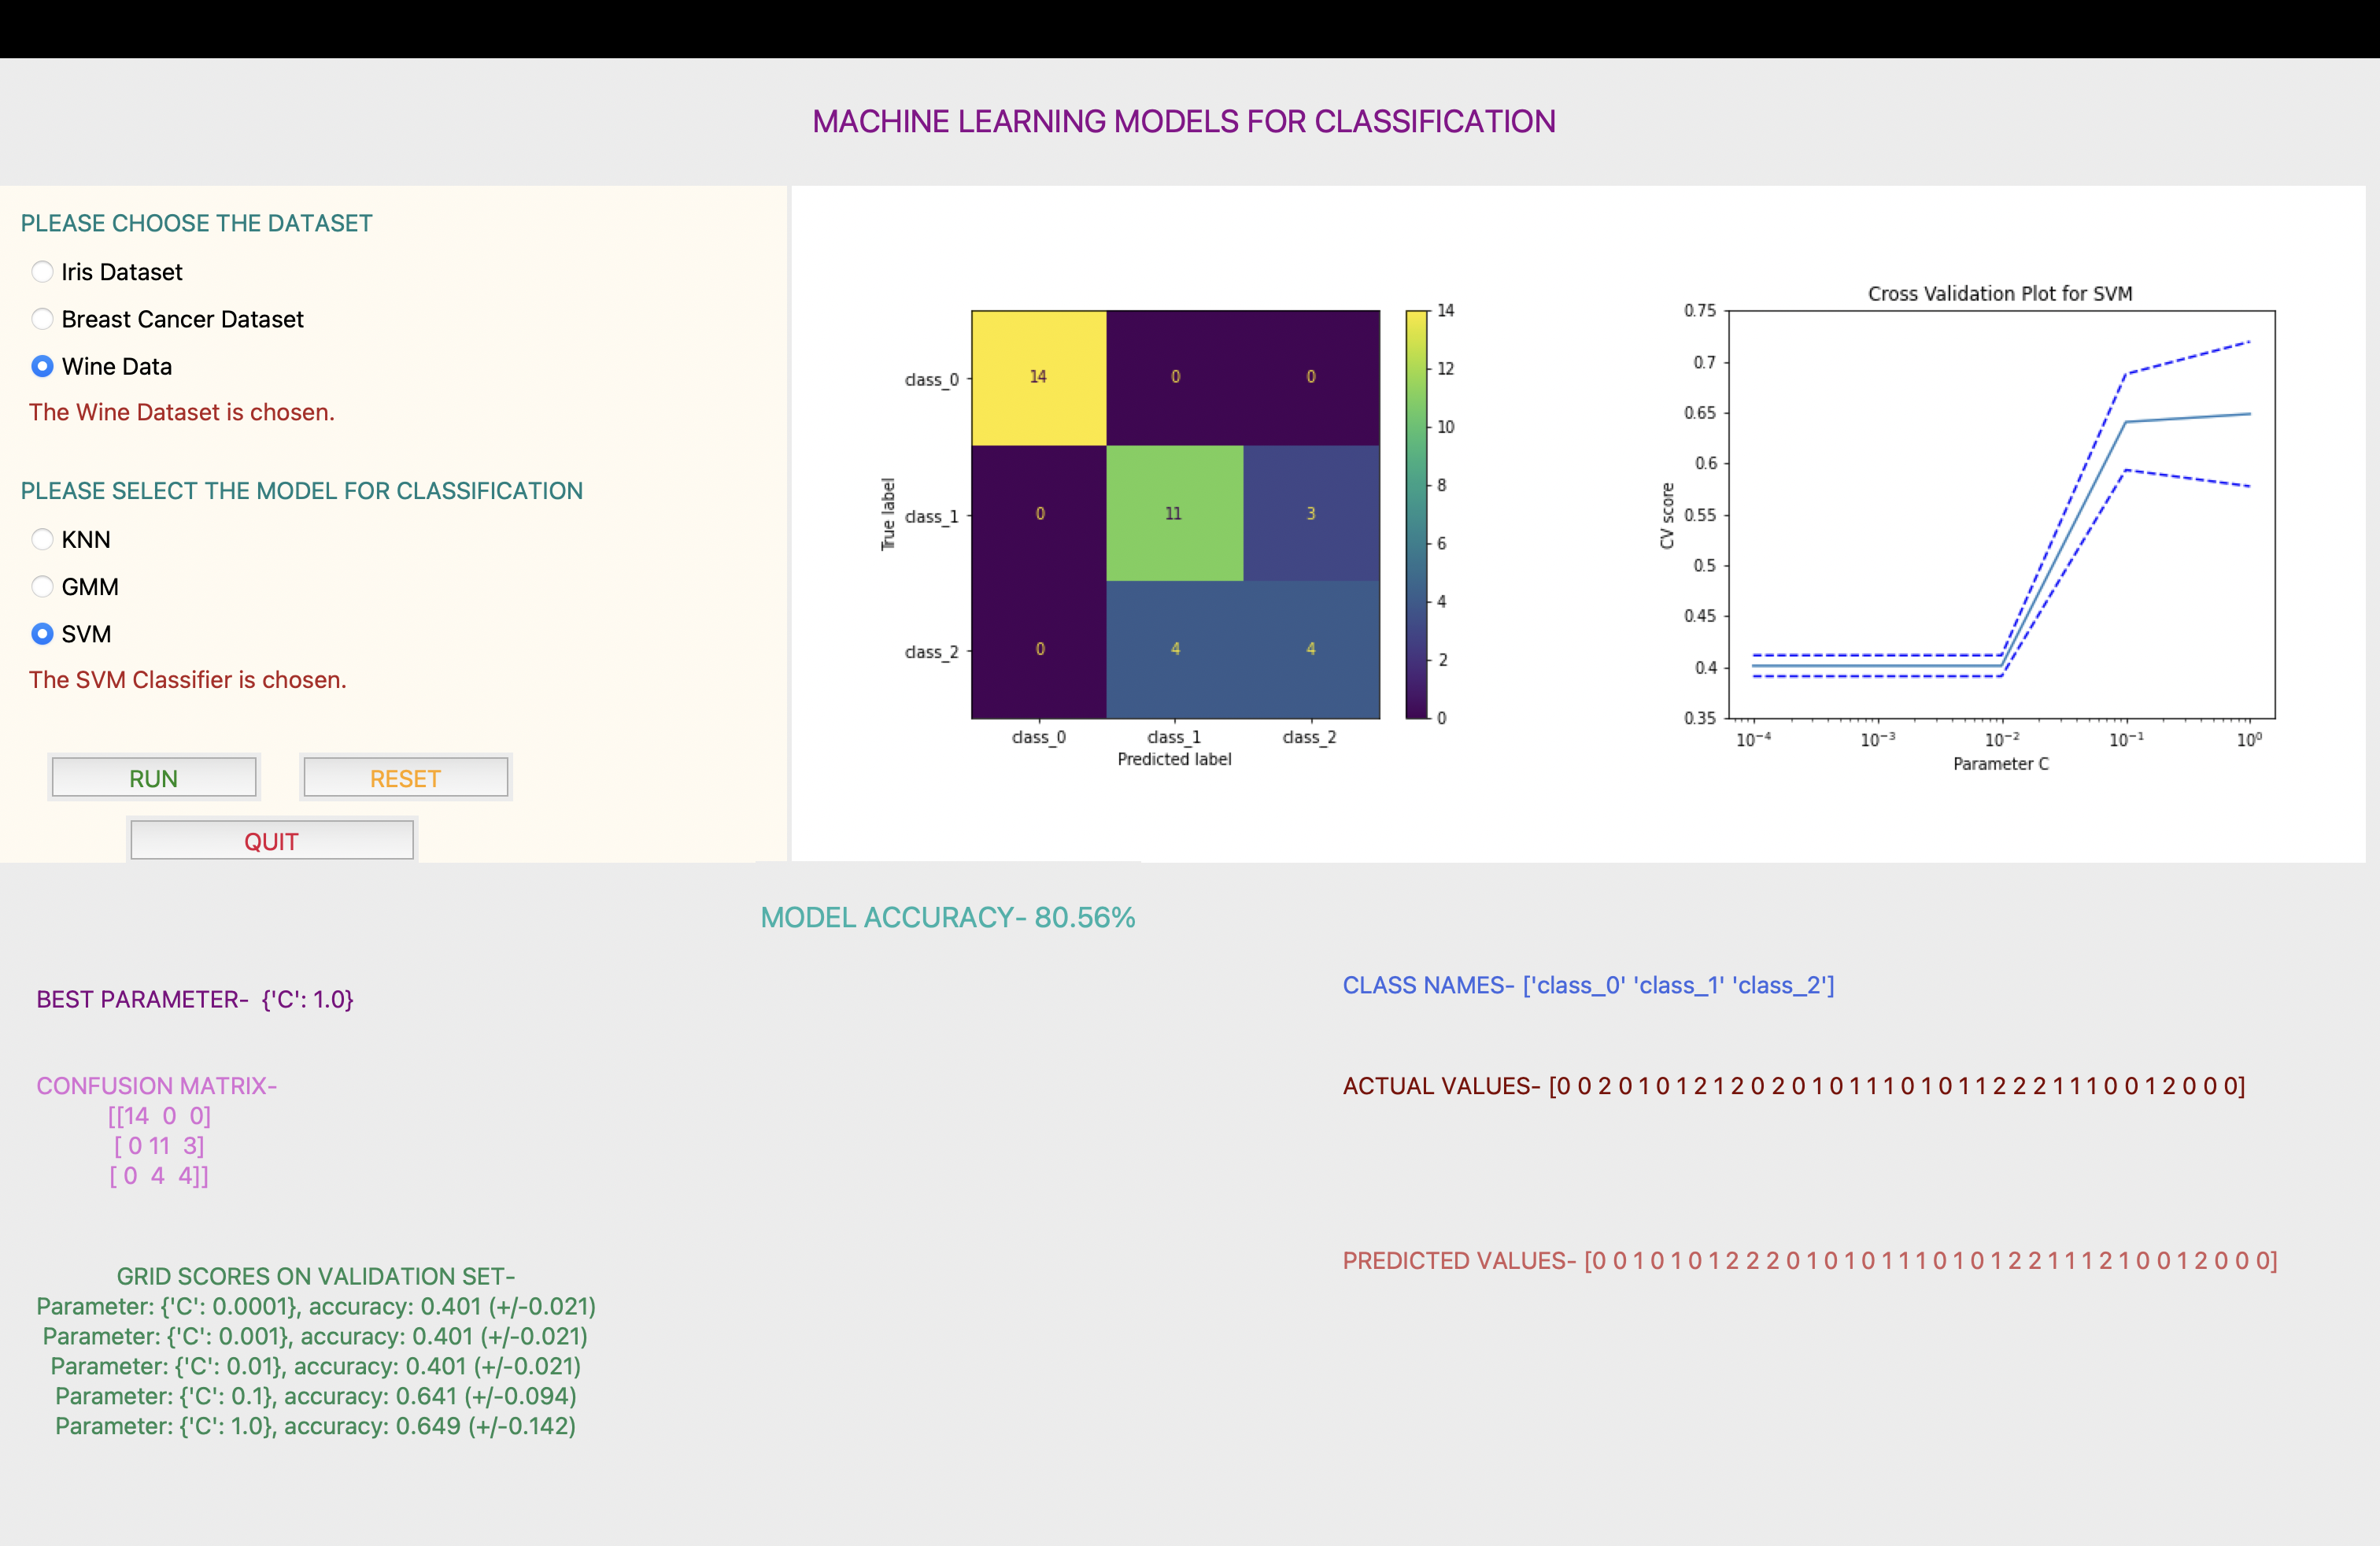 MACHINE LEARNING MODELS FOR CLASSIFICATION
PLEASE CHOOSE THE DATASET
Iris Dataset
Breast Cancer Dataset
Wine Data
The Wine Dataset is chosen.
PLEASE SELECT THE MODEL FOR CLASSIFICATION
KNN
GMM
SVM
The SVM Classifier is chosen.
RUN
RESET
QUIT
True label
class_0
class_1
class_2
14 0 0
0 11 3
0 4 4
class_0 class_1 class_2
Predicted label
14
12
10
8
6
4
2
0
Cross Validation Plot for SVM
CV score
0.75
0.7
0.65
0.6
0.55
0.5
0.45
0.4
0.35
10⁻⁴ 10⁻³ 10⁻² 10⁻¹ 10⁰
Parameter C
MODEL ACCURACY- 80.56%
BEST PARAMETER- {'C': 1.0}
CONFUSION MATRIX-
[[14 0 0]
[ 0 11 3]
[ 0 4 4]]
GRID SCORES ON VALIDATION SET-
Parameter: {'C': 0.0001}, accuracy: 0.401 (+/-0.021)
Parameter: {'C': 0.001}, accuracy: 0.401 (+/-0.021)
Parameter: {'C': 0.01}, accuracy: 0.401 (+/-0.021)
Parameter: {'C': 0.1}, accuracy: 0.641 (+/-0.094)
Parameter: {'C': 1.0}, accuracy: 0.649 (+/-0.142)
CLASS NAMES- ['class_0' 'class_1' 'class_2']
ACTUAL VALUES- [0 0 2 0 1 0 1 2 1 2 0 2 0 1 0 1 1 1 0 1 0 1 1 2 2 2 1 1 1 0 0 1 2 0 0 0]
PREDICTED VALUES- [0 0 1 0 1 0 1 2 2 2 0 1 0 1 0 1 1 1 0 1 0 1 2 2 1 1 1 2 1 0 0 1 2 0 0 0]